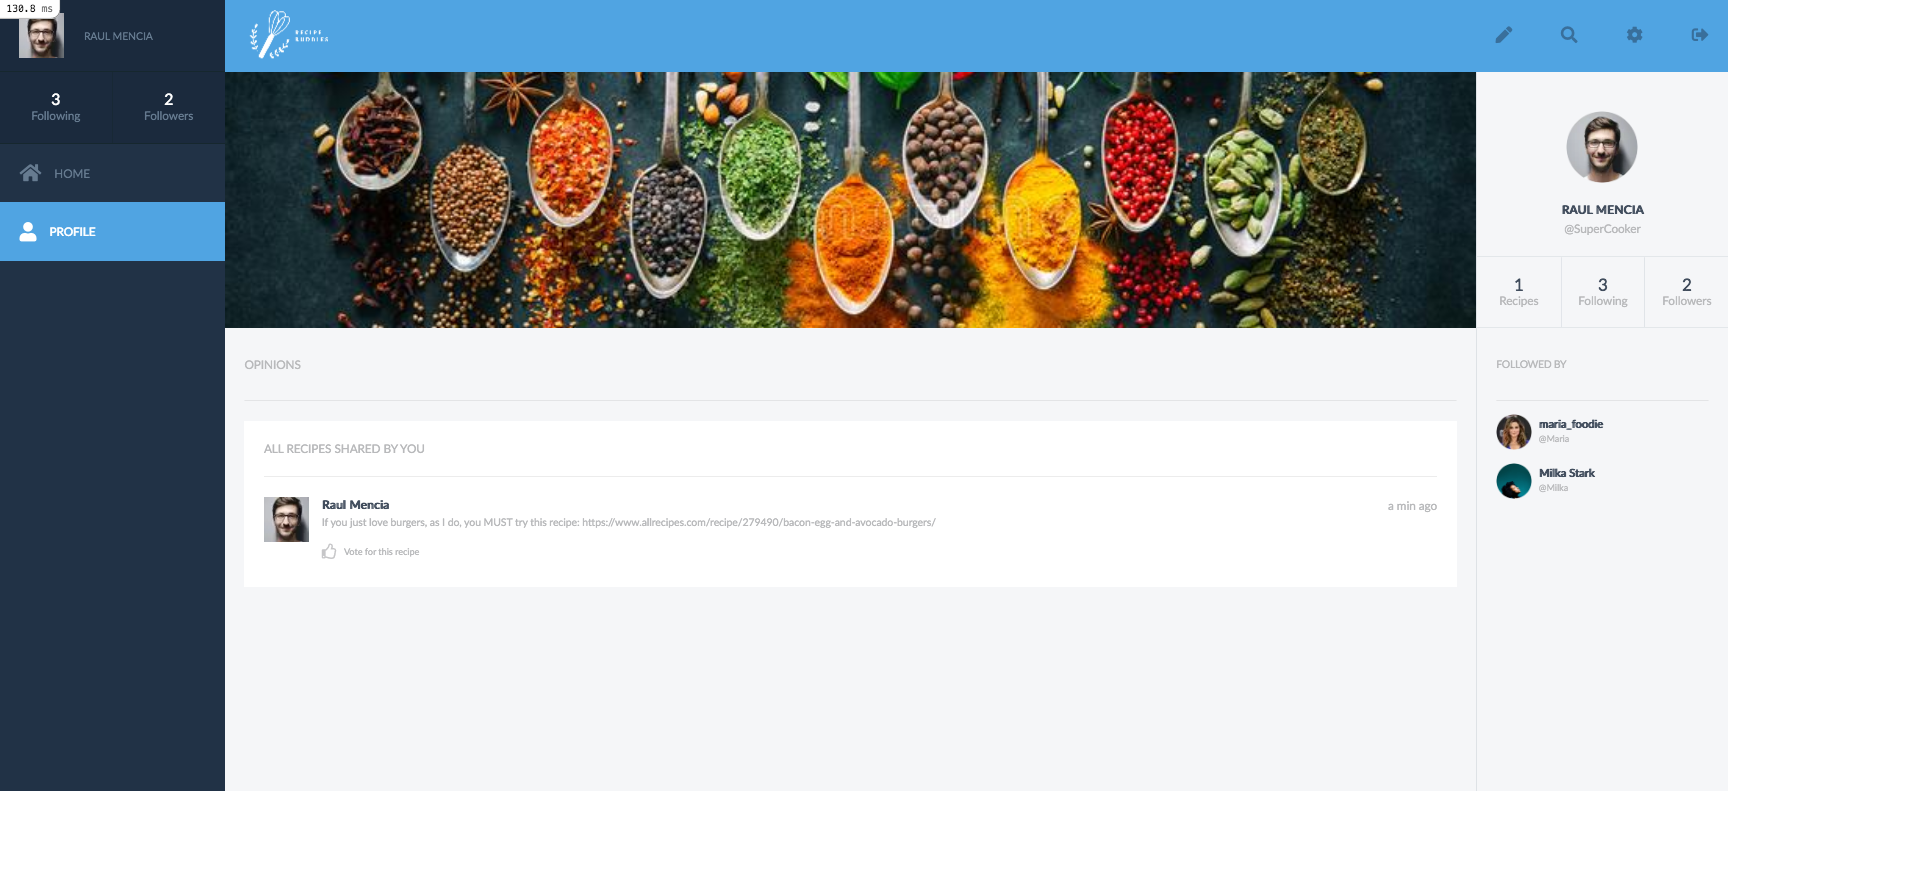 130.8 ms
RAUL MENCIA
3
Following
2
Followers
HOME
PROFILE
RECIPE
BUDDIES
RAUL MENCIA
@SuperCooker
1
Recipes
3
Following
2
Followers
OPINIONS
ALL RECIPES SHARED BY YOU
Raul Mencia
a min ago
If you just love burgers, as I do, you MUST try this recipe: https://www.allrecipes.com/recipe/279490/bacon-egg-and-avocado-burgers/
Vote for this recipe
FOLLOWED BY
maria_foodie
@Maria
Milka Stark
@Milka